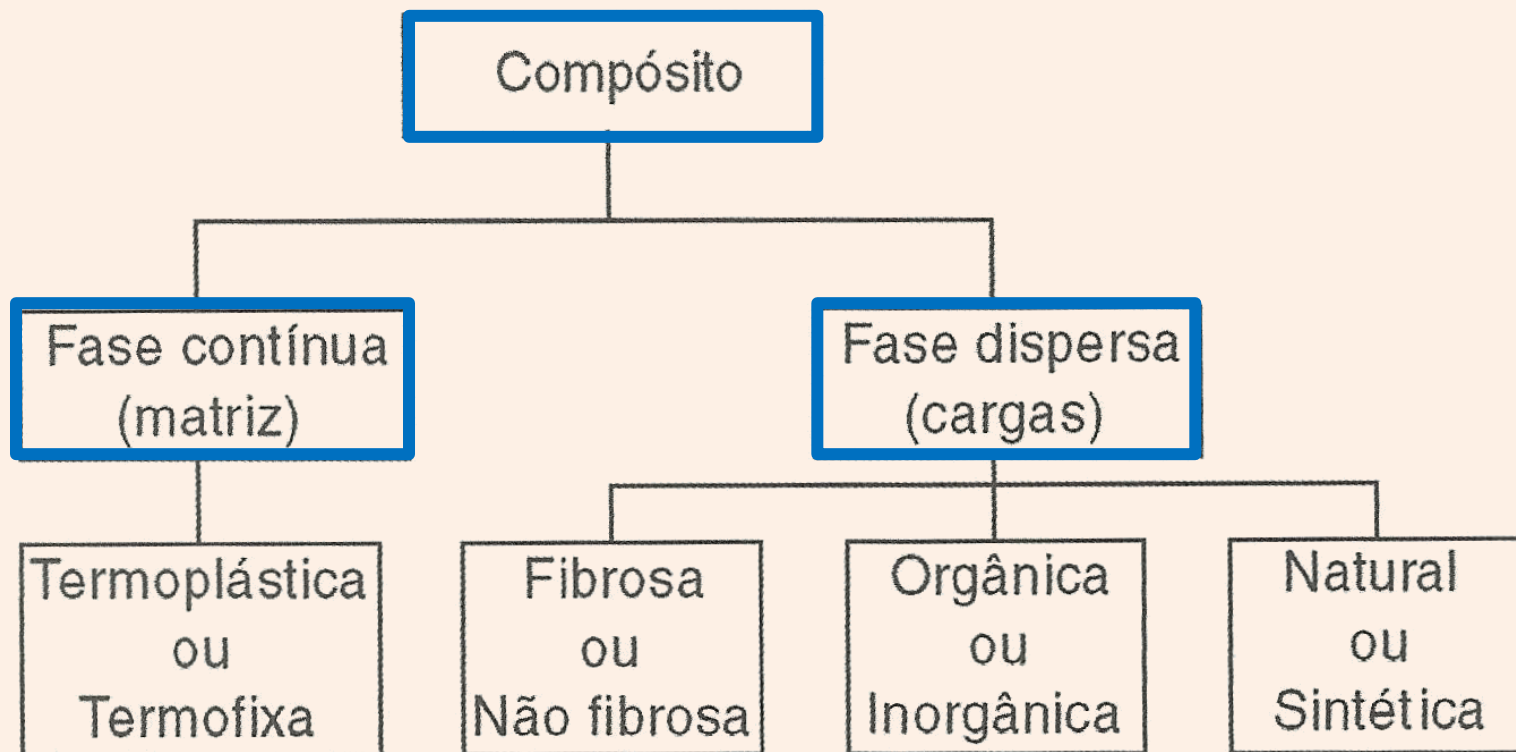 Compósito
Fase contínua
(matriz)
Fase dispersa
(cargas)
Termoplástica
ou
Termofixa
Fibrosa
ou
Não fibrosa
Orgânica
ou
Inorgânica
Natural
ou
Sintética